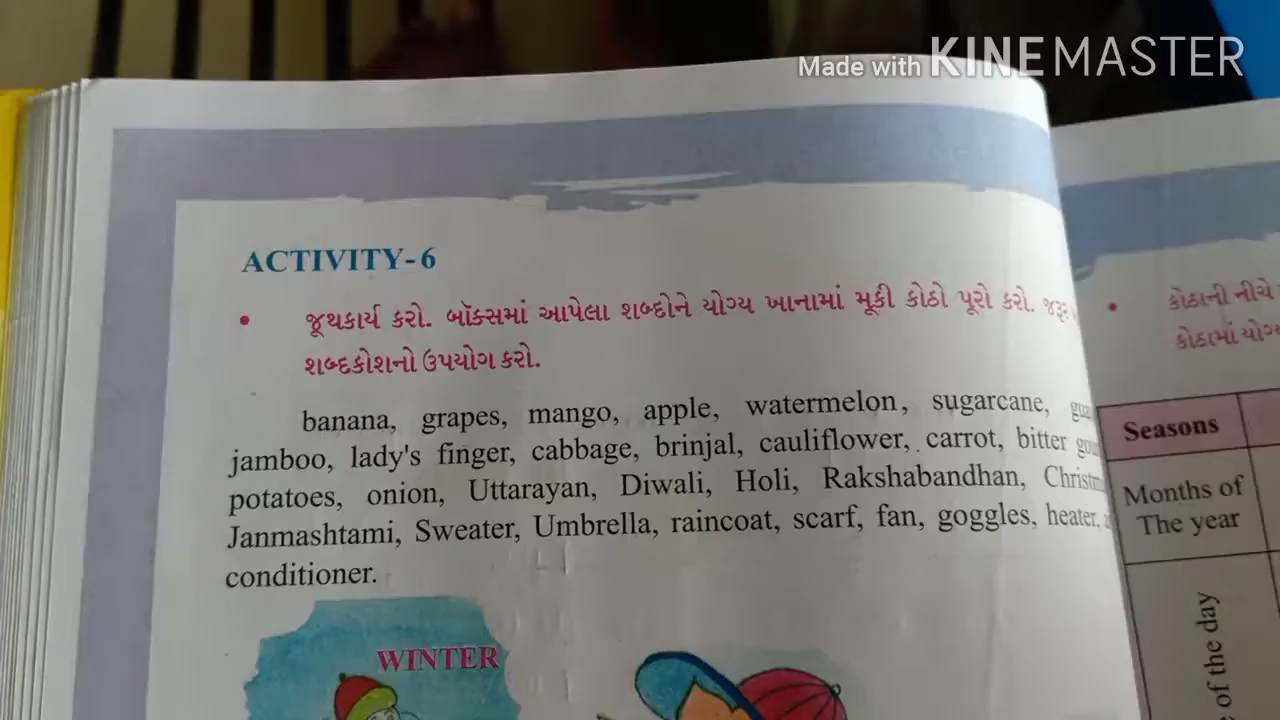 Made with KINEMASTER
ACTIVITY-6
• જૂથકાર્ય કરો. બૉક્સમાં આપેલા શબ્દોને યોગ્ય ખાનામાં મૂકી કોઠો પૂરો કરો.
શબ્દકોશનો ઉપયોગ કરો.
banana, grapes, mango, apple, watermelon, sugarcane,
jamboo, lady's finger, cabbage, brinjal, cauliflower, carrot, bitter
potatoes, onion, Uttarayan, Diwali, Holi, Rakshabandhan,
Janmashtami, Sweater, Umbrella, raincoat, scarf, fan, goggles, heater,
conditioner.
WINTER
• કોઠાની નીચે
કોઠામાં
Seasons
Months of
The year
of the day